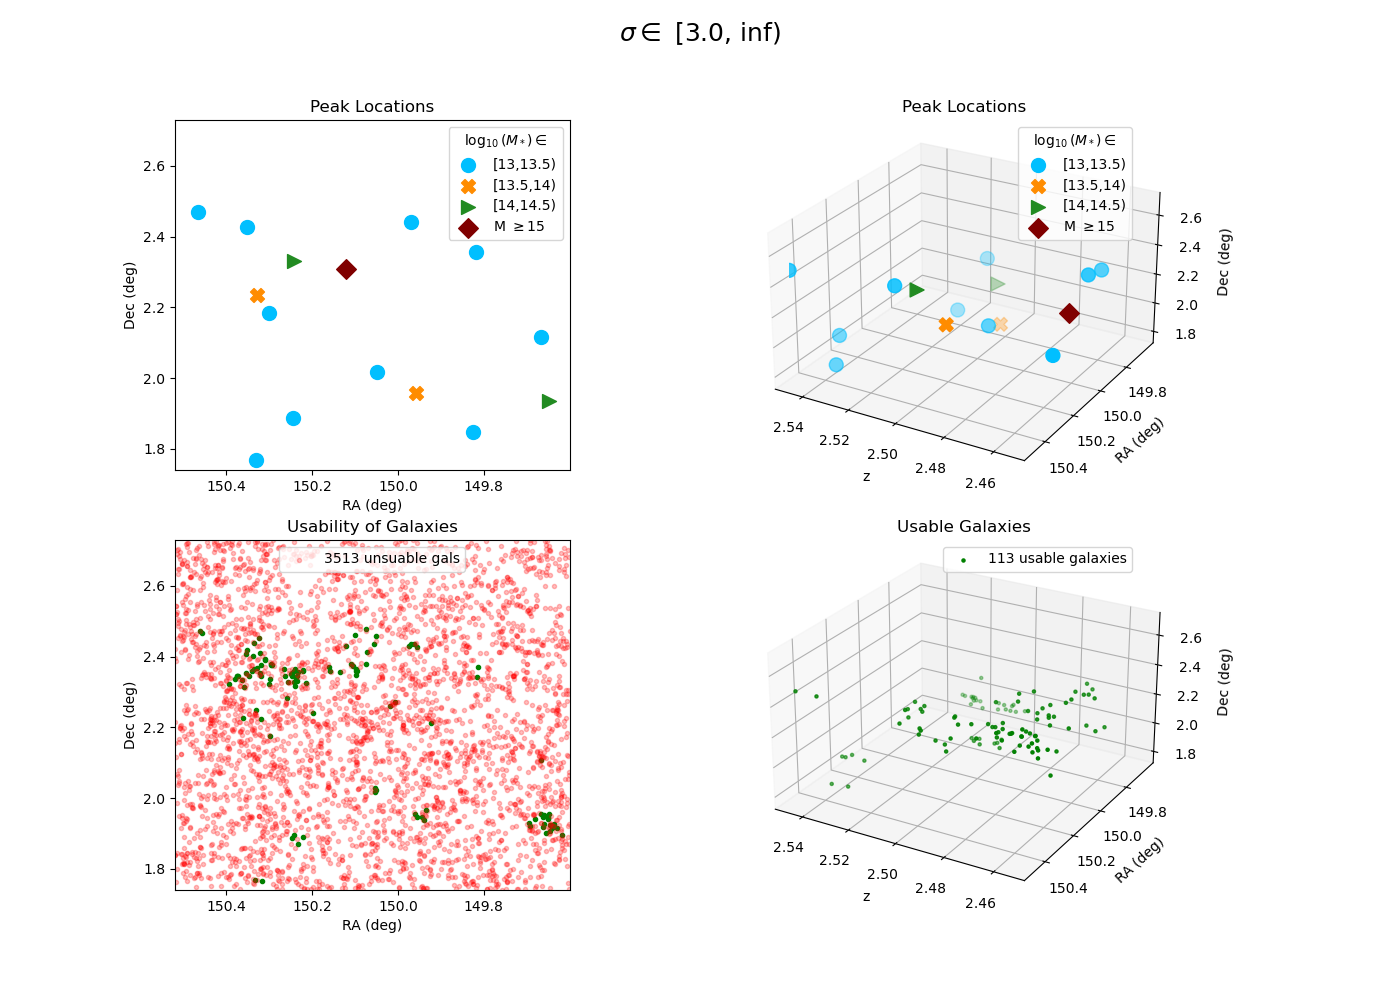 σ ∈ [3.0, inf)
Peak Locations
log₁₀(M*) ∈
[13,13.5)
[13.5,14)
[14,14.5)
M ≥15
2.6
2.4
2.2
2.0
1.8
Dec (deg)
150.4 150.2 150.0 149.8
RA (deg)
Peak Locations
log₁₀(M*) ∈
[13,13.5)
[13.5,14)
[14,14.5)
M ≥15
2.6
2.4
2.2
2.0
1.8
Dec (deg)
149.8
150.0
150.2
150.4
RA (deg)
2.54
2.52
2.50
2.48
2.46
z
Usability of Galaxies
3513 unsuable gals
2.6
2.4
2.2
2.0
1.8
Dec (deg)
150.4 150.2 150.0 149.8
RA (deg)
Usable Galaxies
113 usable galaxies
2.6
2.4
2.2
2.0
1.8
Dec (deg)
149.8
150.0
150.2
150.4
RA (deg)
2.54
2.52
2.50
2.48
2.46
z